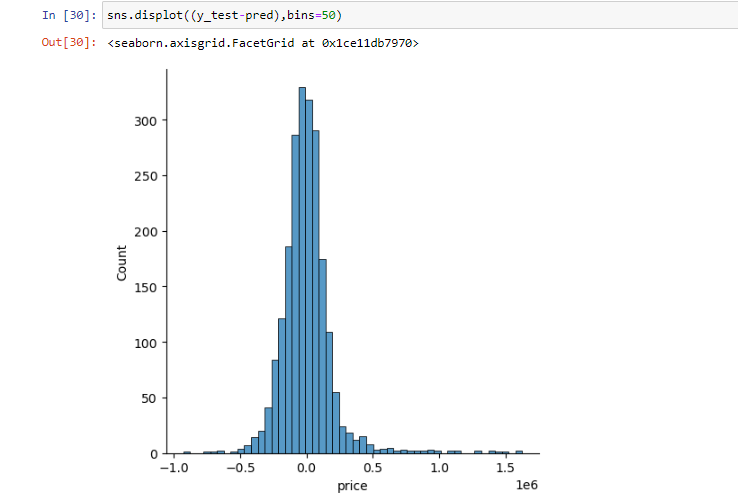 In [30]: sns.displot((y_test-pred),bins=50)
Out[30]: <seaborn.axisgrid.FacetGrid at 0x1ce11db7970>
300
250
200
150
100
50
0
Count
−1.0 −0.5 0.0 0.5 1.0 1.5
price
1e6